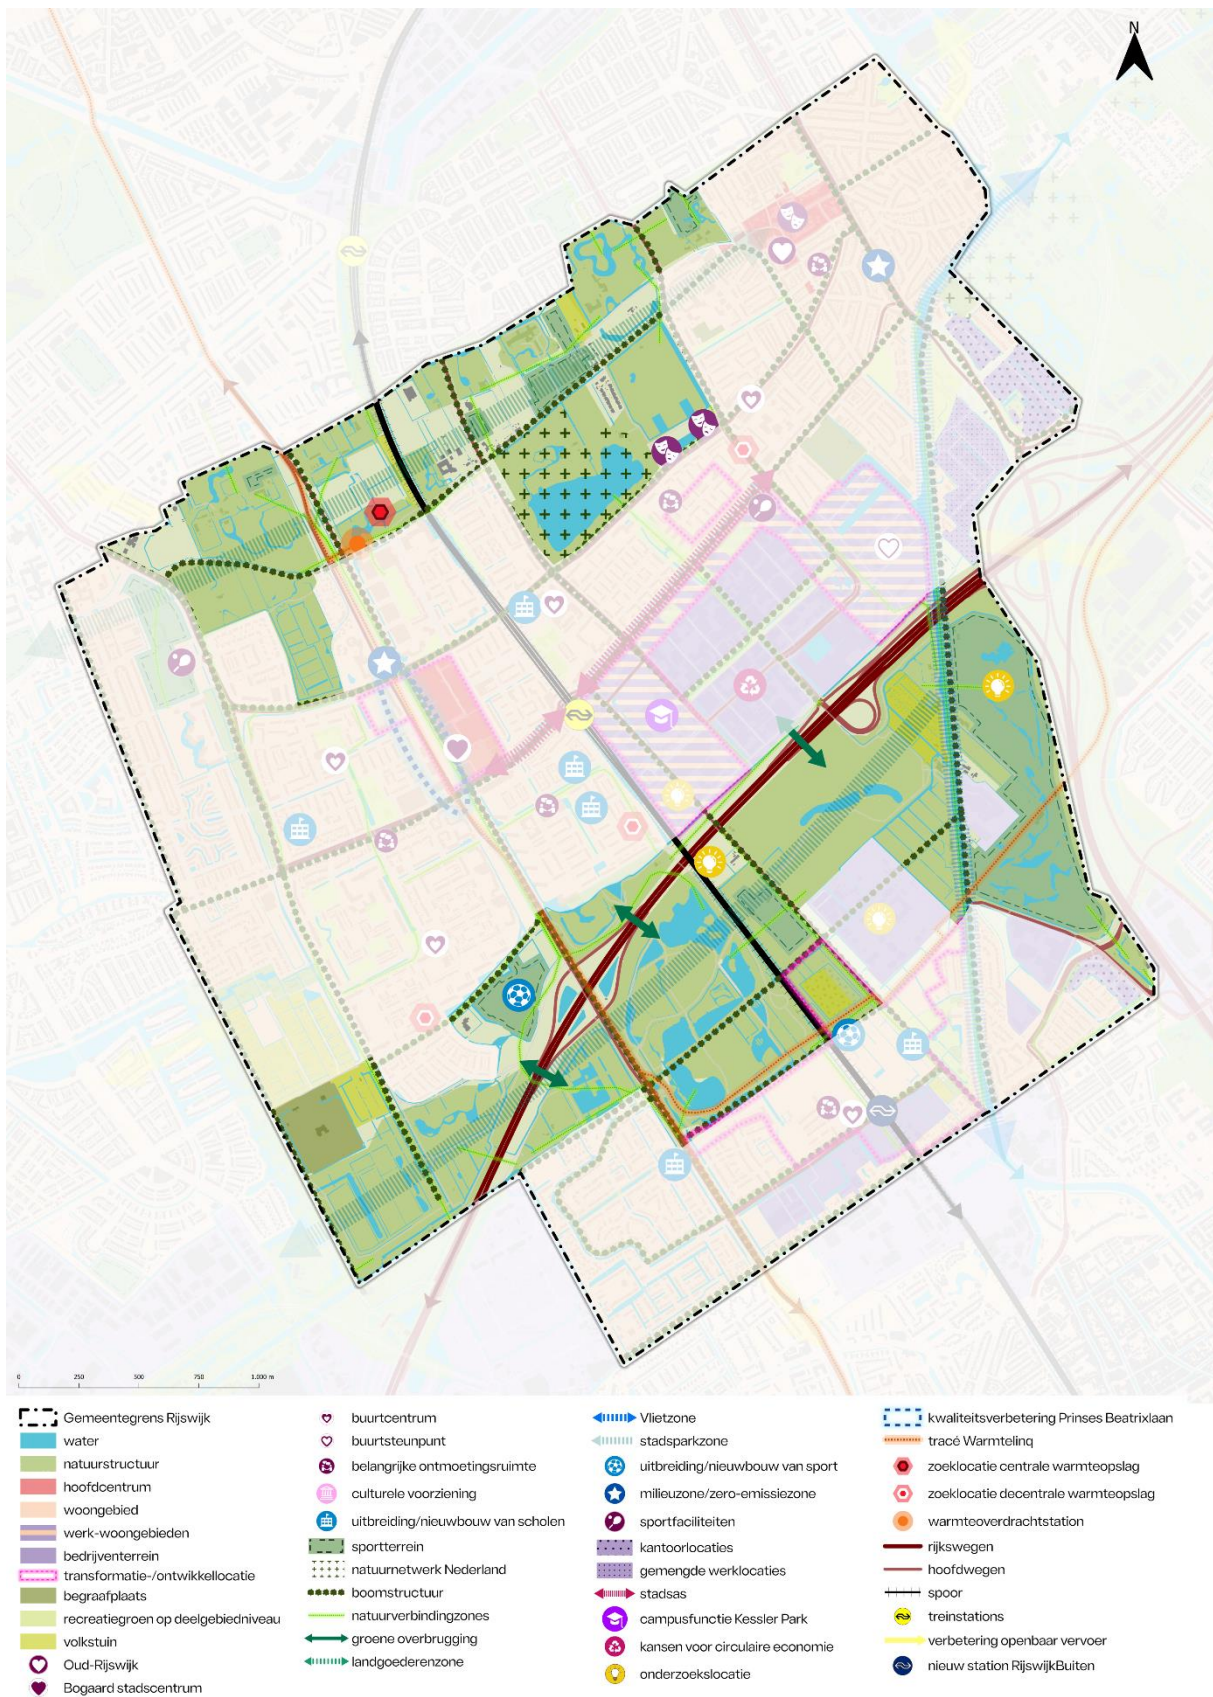 N
0 250 500 750 1.000 m
Gemeentegrens Rijswijk
water
natuurstructuur
hoofdcentrum
woongebied
werk-woongebieden
bedrijventerrein
transformatie-/ontwikkellocatie
begraafplaats
recreatiegroen op deelgebiedniveau
volkstuin
Oud-Rijswijk
Bogaard stadscentrum
buurtcentrum
buurtsteunpunt
belangrijke ontmoetingsruimte
culturele voorziening
uitbreiding/nieuwbouw van scholen
sportterrein
natuurnetwerk Nederland
boomstructuur
natuurverbindingzones
groene overbrugging
landgoederenzone
Vlietzone
stadsparkzone
uitbreiding/nieuwbouw van sport
milieuzone/zero-emissiezone
sportfaciliteiten
kantoorlocaties
gemengde werklocaties
stadsas
campusfunctie Kessler Park
kansen voor circulaire economie
onderzoekslocatie
kwaliteitsverbetering Prinses Beatrixlaan
tracé Warmtelinq
zoeklocatie centrale warmteopslag
zoeklocatie decentrale warmteopslag
warmteoverdrachtstation
rijkswegen
hoofdwegen
spoor
treinstations
verbetering openbaar vervoer
nieuw station RijswijkBuiten